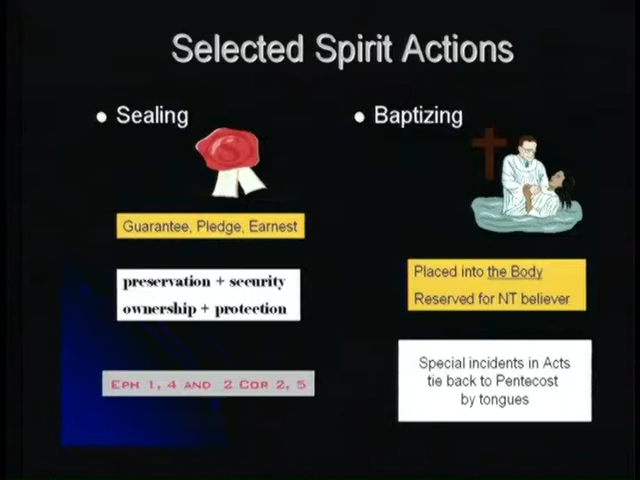 Selected Spirit Actions
• Sealing
Guarantee, Pledge, Earnest
preservation + security
ownership + protection
Eph 1, 4 and 2 Cor 2, 5
• Baptizing
Placed into the Body
Reserved for NT believer
Special incidents in Acts
tie back to Pentecost
by tongues